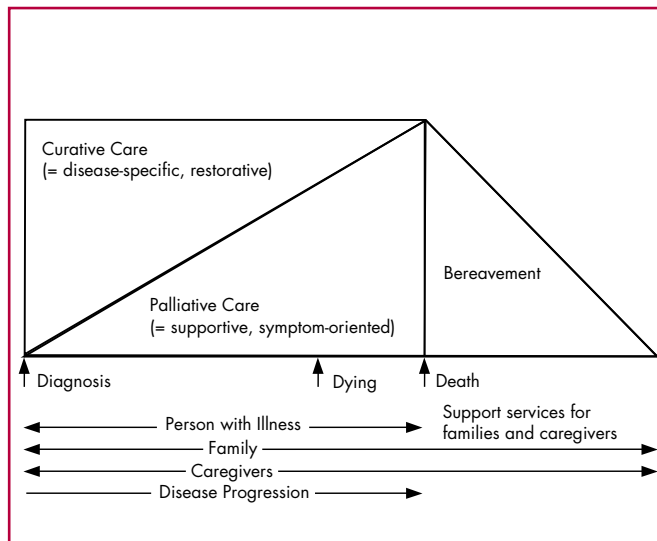 Curative Care
(= disease-specific, restorative)
Palliative Care
(= supportive, symptom-oriented)
Bereavement
Diagnosis
Dying
Death
Person with Illness
Support services for
families and caregivers
Family
Caregivers
Disease Progression